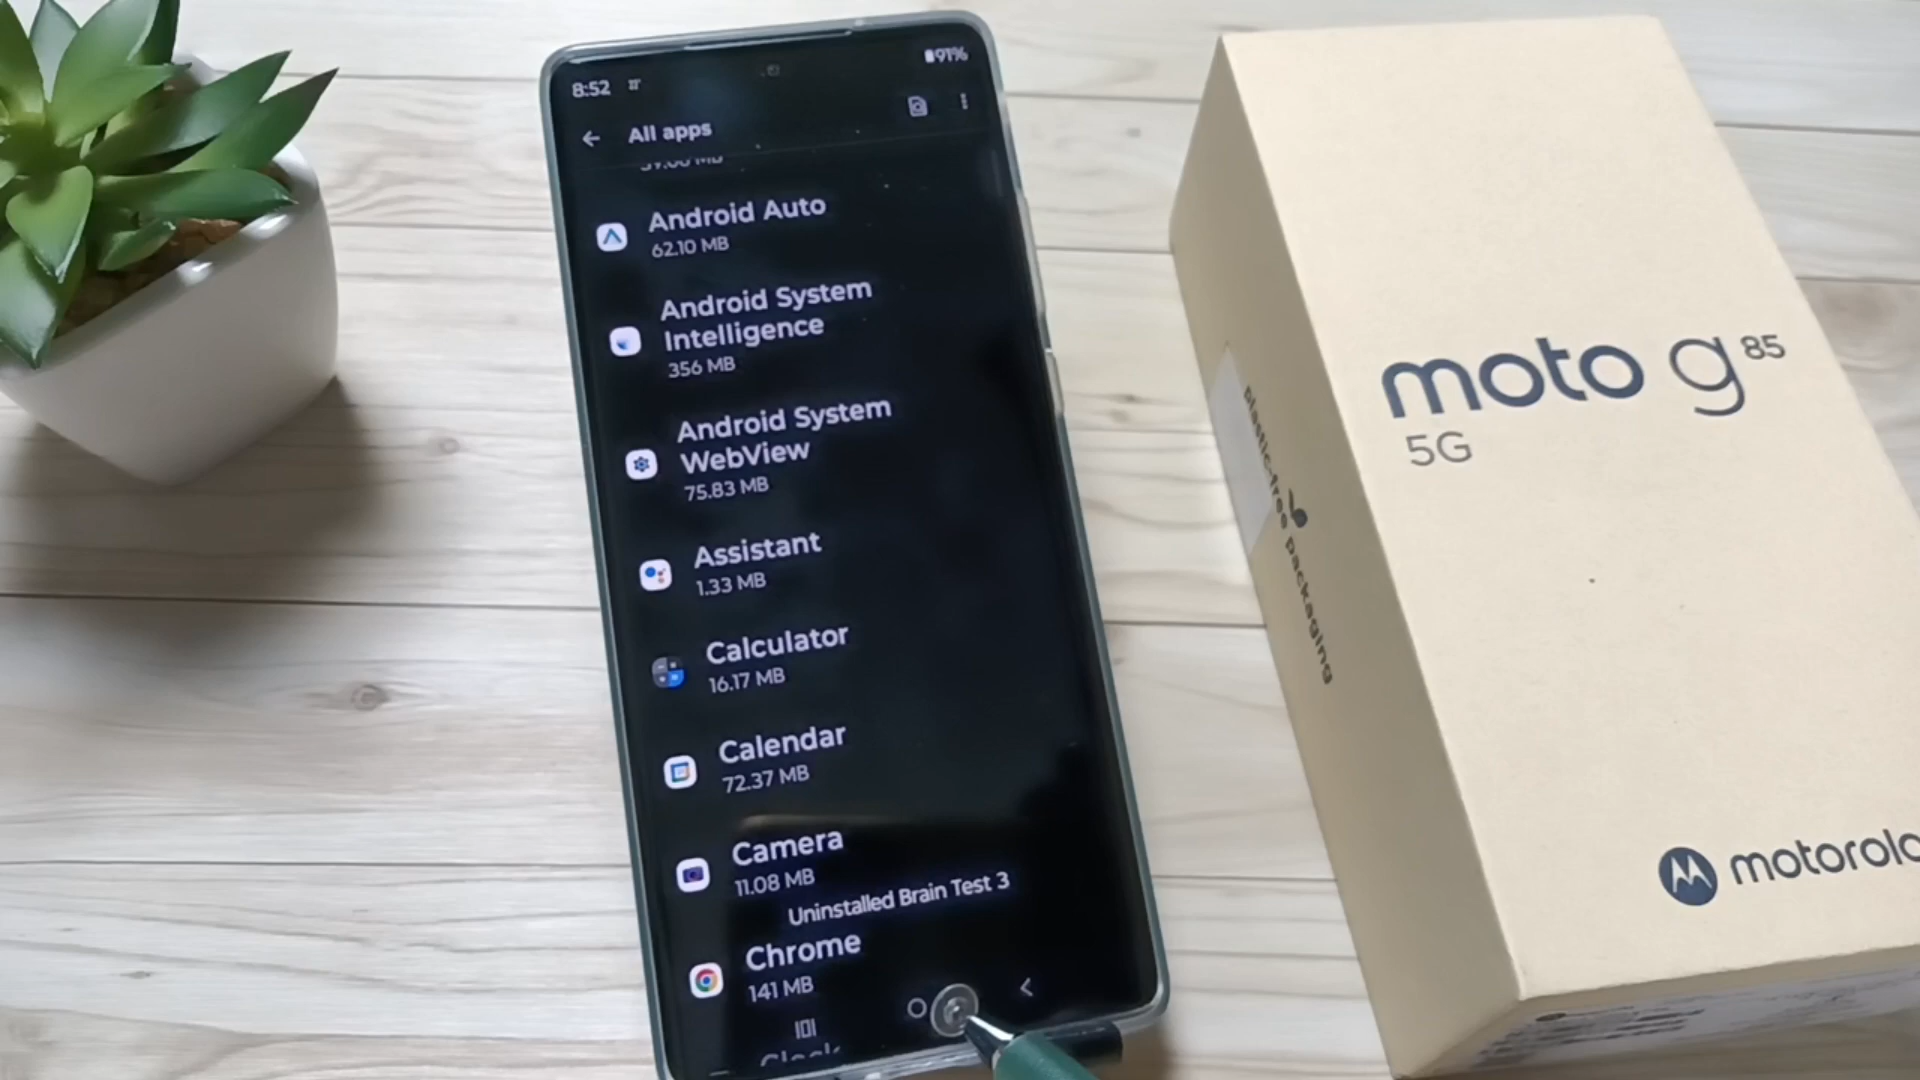 8:52
91%
All apps
Android Auto
62.10 MB
Android System
Intelligence
356 MB
Android System
WebView
75.83 MB
Assistant
1.33 MB
Calculator
16.17 MB
Calendar
72.37 MB
Camera
11.08 MB
Uninstalled Brain Test 3
Chrome
141 MB
moto g85
5G
plastic-free packaging
motorola